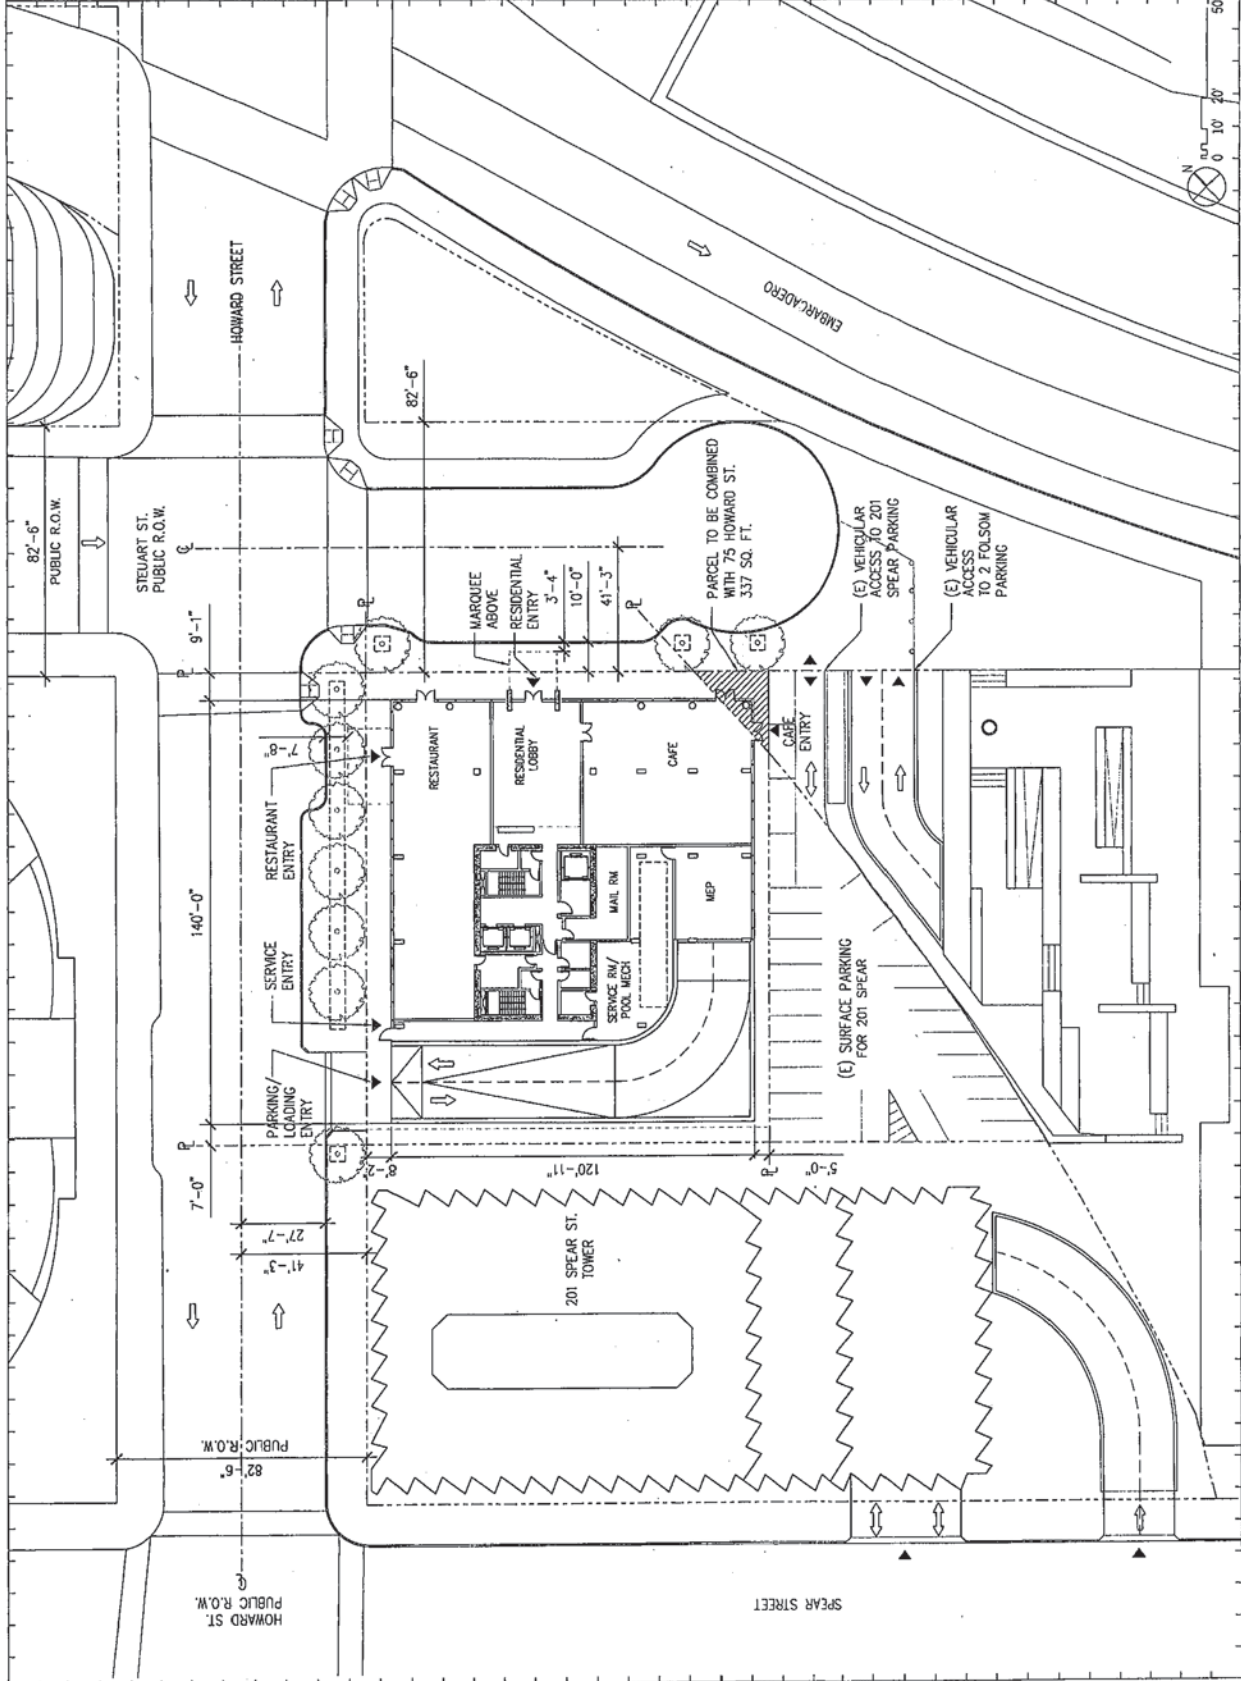 82'-6"
PUBLIC R.O.W.
STEUART ST.
PUBLIC R.O.W.
HOWARD STREET
82'-6"
EMBARCADERO
N
0 10' 20'
50
9'-1"
140'-0"
7'-0"
7'-8"
RESTAURANT
ENTRY
SERVICE
ENTRY
PARKING/
LOADING
ENTRY
MARQUEE
ABOVE
RESIDENTIAL
ENTRY
3'-4"
10'-0"
41'-3"
PARCEL TO BE COMBINED
WITH 75 HOWARD ST.
337 SQ. FT.
(E) VEHICULAR
ACCESS TO 201
SPEAR PARKING
(E) VEHICULAR
ACCESS
TO 2 FOLSOM
PARKING
RESTAURANT
RESIDENTIAL
LOBBY
CAFE
CAFE
ENTRY
MAIL RM
MEP
SERVICE RM/
POOL MECH
(E) SURFACE PARKING
FOR 201 SPEAR
8'-2"
120'-11"
5'-0"
27'-7"
41'-3"
82'-6"
PUBLIC R.O.W.
201 SPEAR ST.
TOWER
HOWARD ST.
PUBLIC R.O.W.
SPEAR STREET